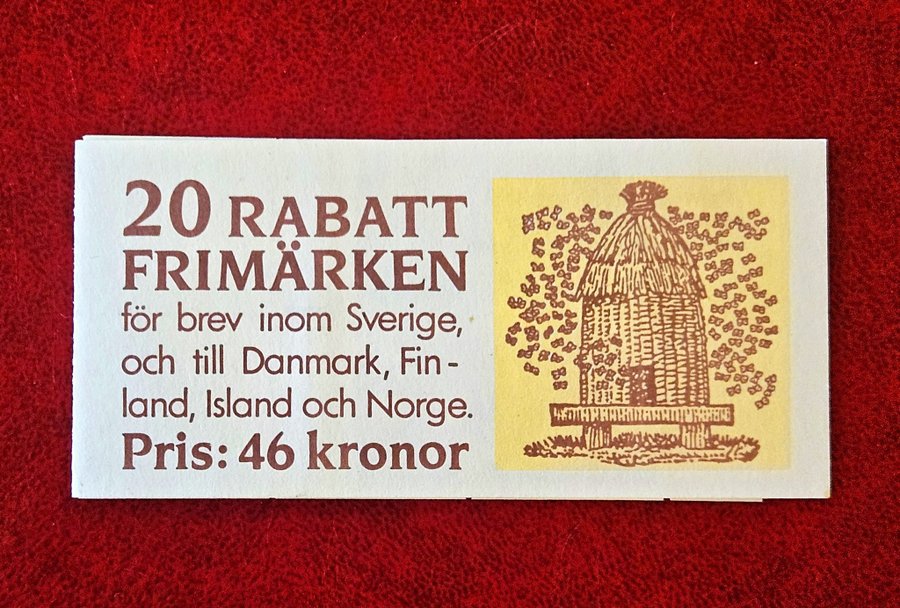 20 RABATT
FRIMÄRKEN
för brev inom Sverige,
och till Danmark, Fin-
land, Island och Norge.
Pris: 46 kronor